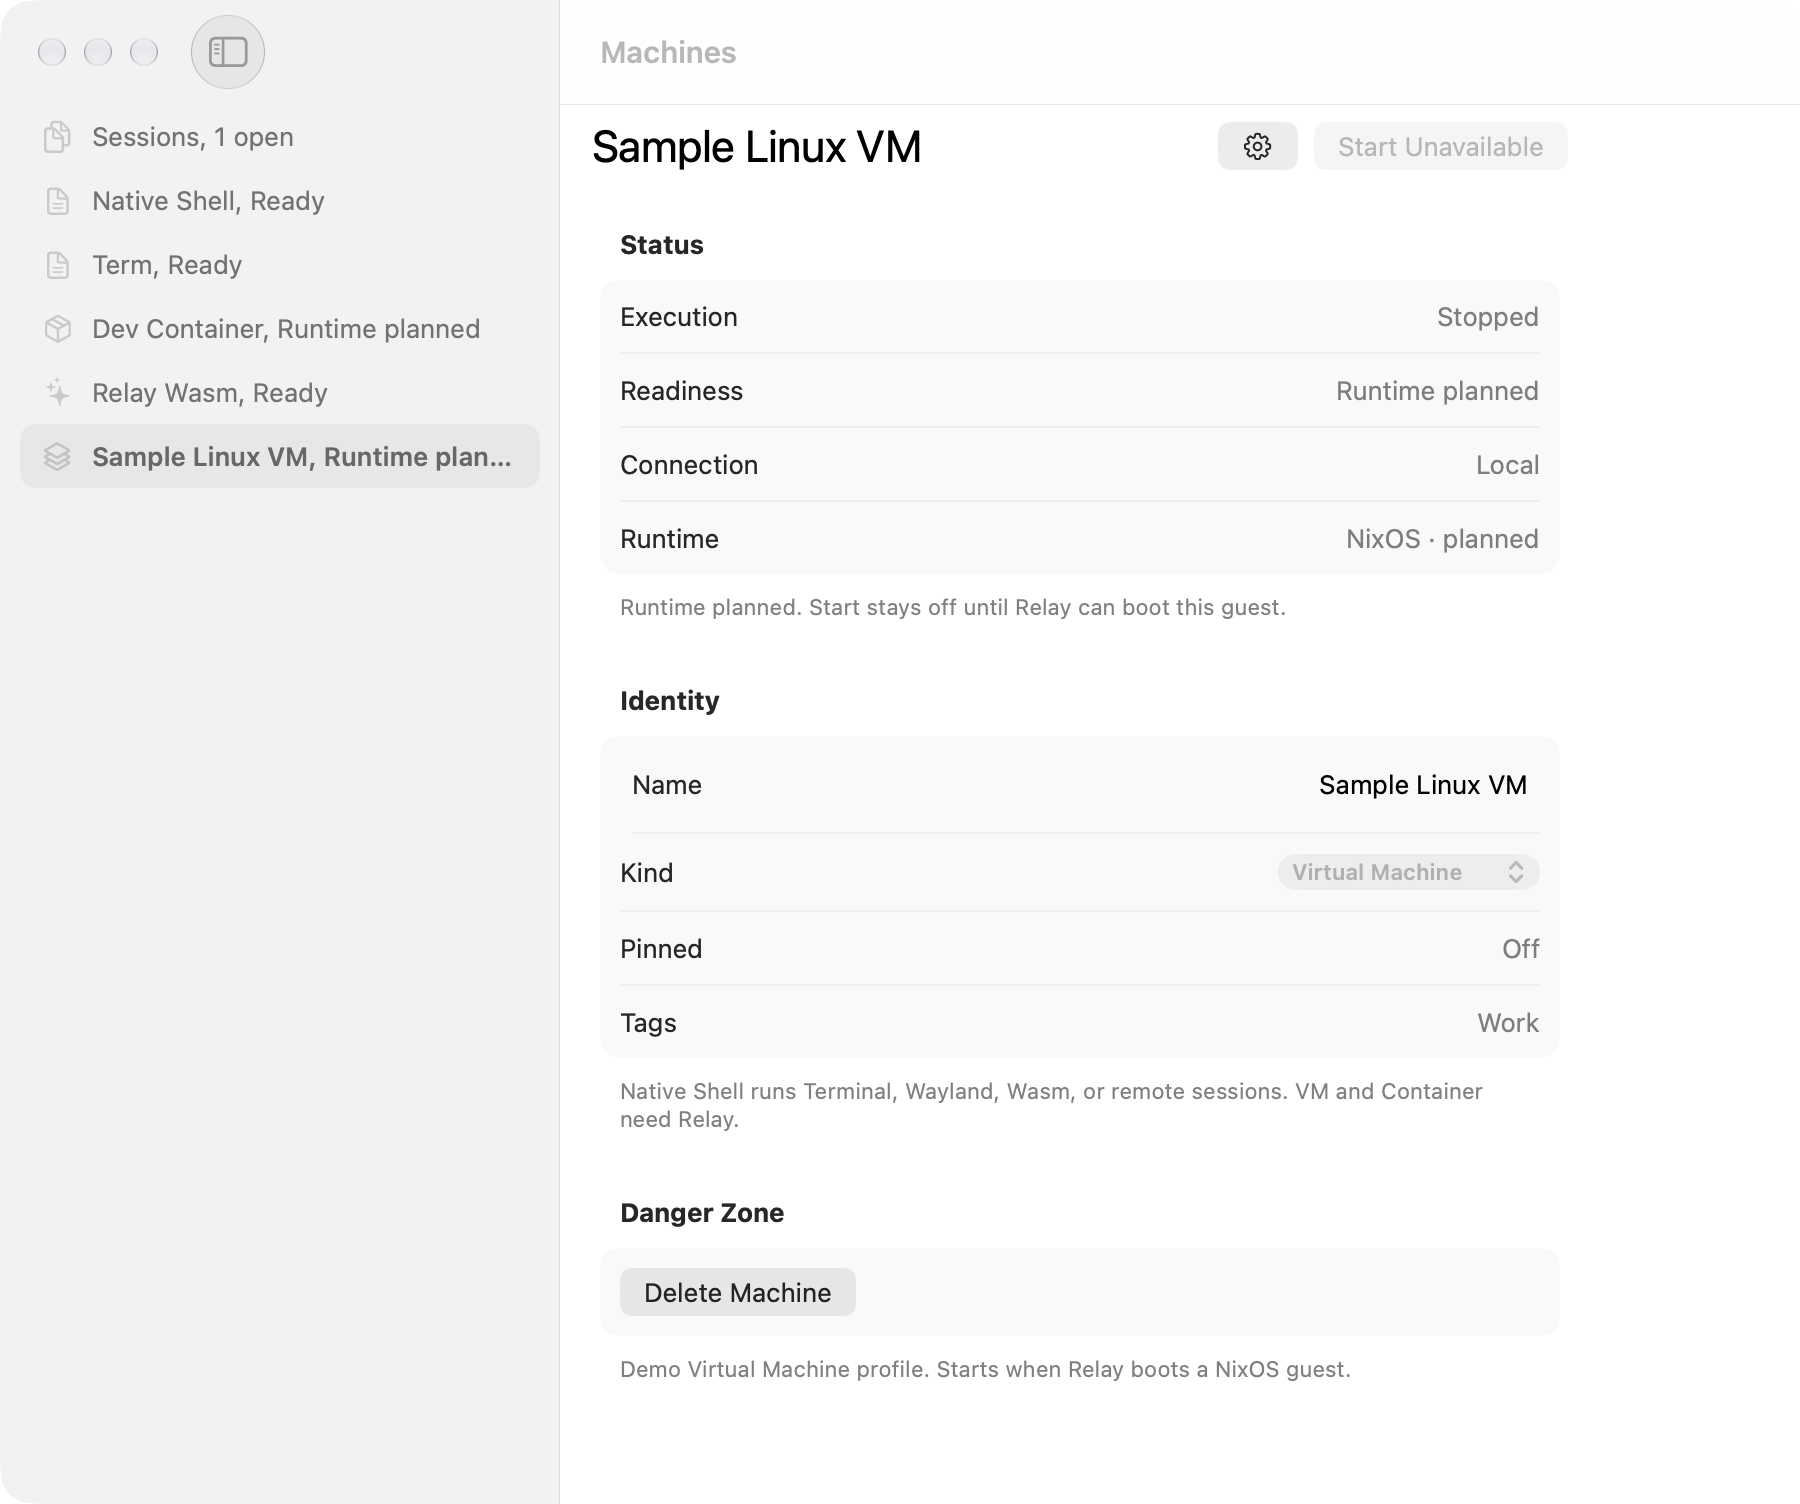 Machines
Sessions, 1 open
Native Shell, Ready
Term, Ready
Dev Container, Runtime planned
Relay Wasm, Ready
Sample Linux VM, Runtime plan...
Sample Linux VM
Start Unavailable
Status
Execution Stopped
Readiness Runtime planned
Connection Local
Runtime NixOS · planned
Runtime planned. Start stays off until Relay can boot this guest.
Identity
Name Sample Linux VM
Kind Virtual Machine
Pinned Off
Tags Work
Native Shell runs Terminal, Wayland, Wasm, or remote sessions. VM and Container
need Relay.
Danger Zone
Delete Machine
Demo Virtual Machine profile. Starts when Relay boots a NixOS guest.